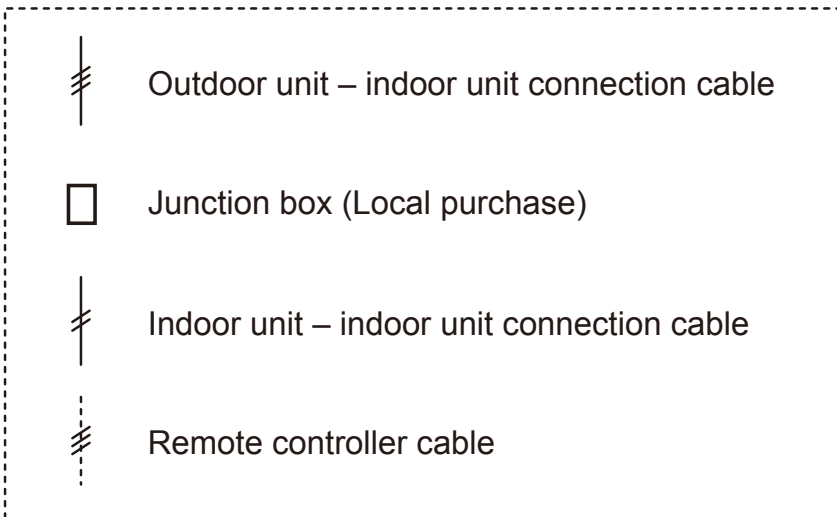 Outdoor unit – indoor unit connection cable
Junction box (Local purchase)
Indoor unit – indoor unit connection cable
Remote controller cable